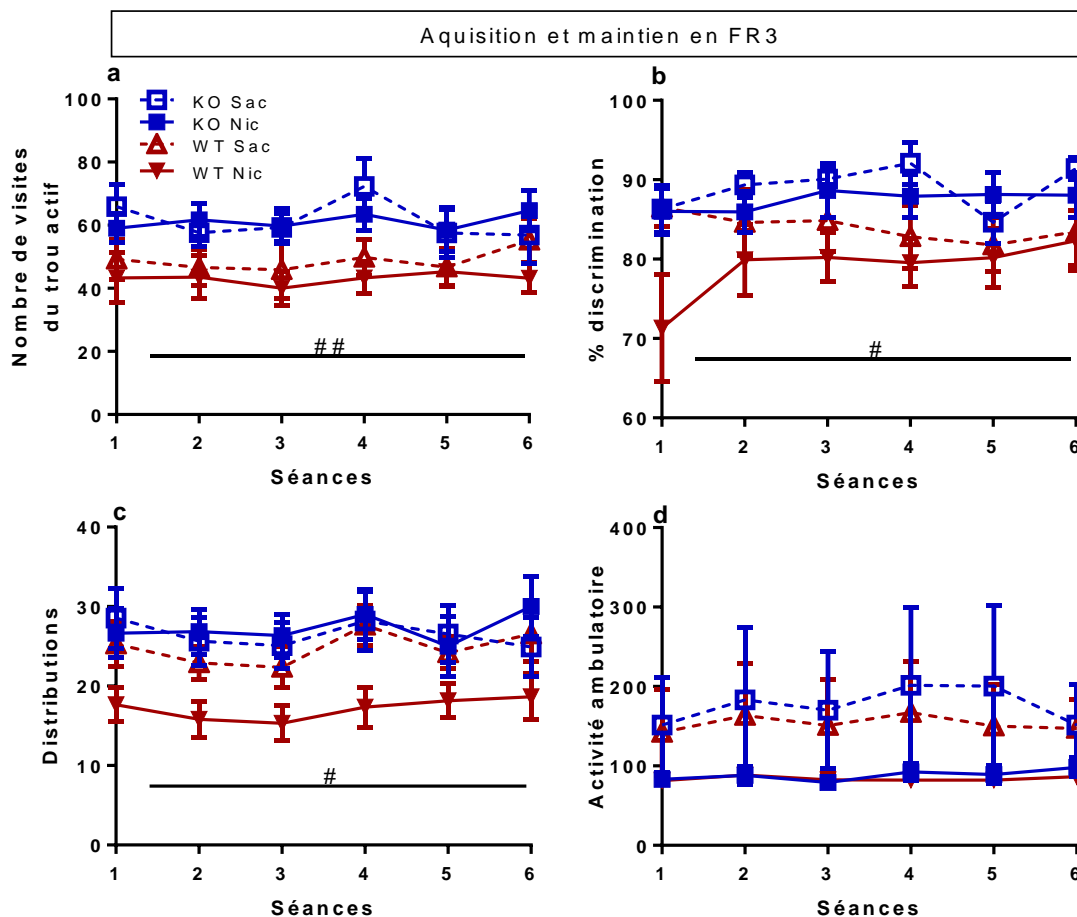 Aquisition et maintien en FR3
a
KO Sac
KO Nic
WT Sac
WT Nic
Nombre de visites
du trou actif
100
80
60
40
20
0
##
1 2 3 4 5 6
Séances
b
% discrimination
100
90
80
70
60
#
1 2 3 4 5 6
Séances
c
Distributions
40
30
20
10
0
#
1 2 3 4 5 6
Séances
d
Activité ambulatoire
400
300
200
100
0
1 2 3 4 5 6
Séances